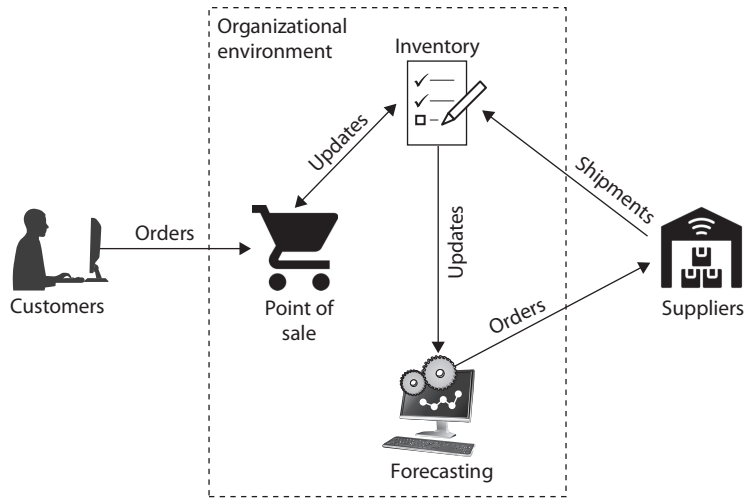 Organizational
environment
Inventory
Updates
Shipments
Orders
Updates
Customers
Point of
sale
Orders
Suppliers
Forecasting